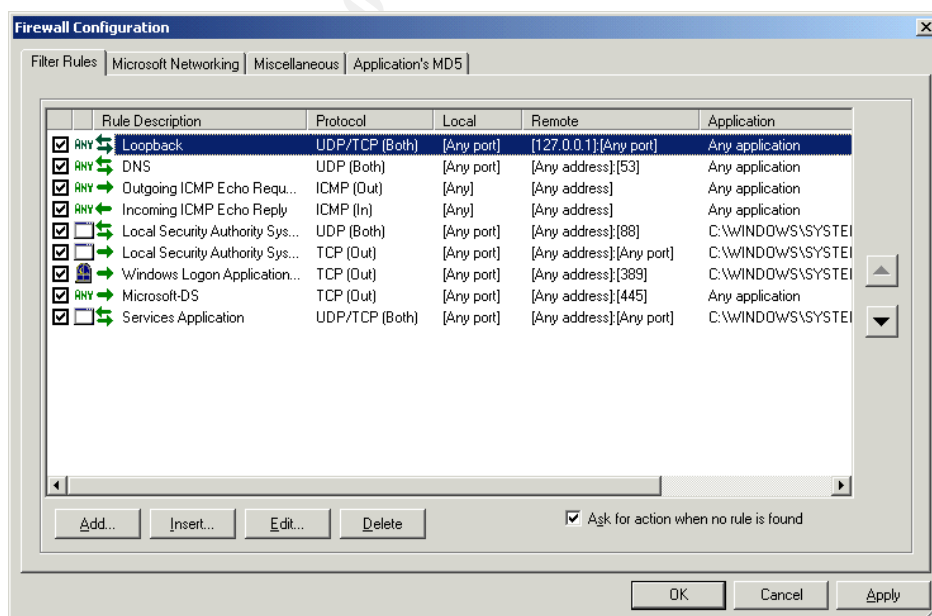 Firewall Configuration
Filter Rules Microsoft Networking Miscellaneous Application's MD5
Rule Description Protocol Local Remote Application
ANY Loopback UDP/TCP (Both) [Any port] [127.0.0.1]:[Any port] Any application
ANY DNS UDP (Both) [Any port] [Any address]:[53] Any application
ANY Outgoing ICMP Echo Requ... ICMP (Out) [Any] [Any address] Any application
ANY Incoming ICMP Echo Reply ICMP (In) [Any] [Any address] Any application
Local Security Authority Sys... UDP (Both) [Any port] [Any address]:[88] C:\WINDOWS\SYSTEI
Local Security Authority Sys... TCP (Out) [Any port] [Any address]:[Any port] C:\WINDOWS\SYSTEI
Windows Logon Application... TCP (Out) [Any port] [Any address]:[389] C:\WINDOWS\SYSTEI
ANY Microsoft-DS TCP (Out) [Any port] [Any address]:[445] Any application
Services Application UDP/TCP (Both) [Any port] [Any address]:[Any port] C:\WINDOWS\SYSTEI
Add... Insert... Edit... Delete Ask for action when no rule is found
OK Cancel Apply